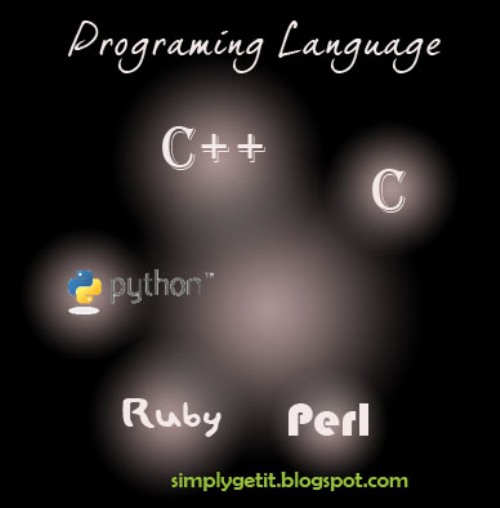 Programing Language
C++
C
python™
Ruby
Perl
simplygetit.blogspot.com